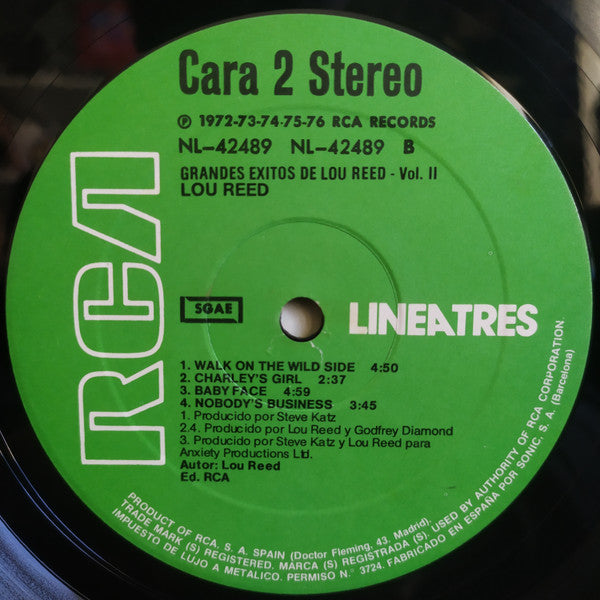 Cara 2 Stereo
℗ 1972-73-74-75-76 RCA RECORDS
NL-42489 NL-42489 B
GRANDES EXITOS DE LOU REED - Vol. II
LOU REED
RCA
SGAE
LINEATRES
1. WALK ON THE WILD SIDE 4:50
2. CHARLEY'S GIRL 2:37
3. BABY FACE 4:59
4. NOBODY'S BUSINESS 3:45
1. Producido por Steve Katz
2.4. Producido por Lou Reed y Godfrey Diamond
3. Producido por Steve Katz y Lou Reed para
Anxiety Productions Ltd.
Autor: Lou Reed
Ed. RCA
PRODUCT OF RCA, S. A. SPAIN (Doctor Fleming, 43. Madrid).
TRADE MARK (S) REGISTERED. MARCA (S) REGISTRADA (S). USED BY AUTHORITY OF RCA CORPORATION.
IMPUESTO DE LUJO A METALICO. PERMISO N.° 3724. FABRICADO EN ESPAÑA POR SONIC, S. A. (Barcelona)